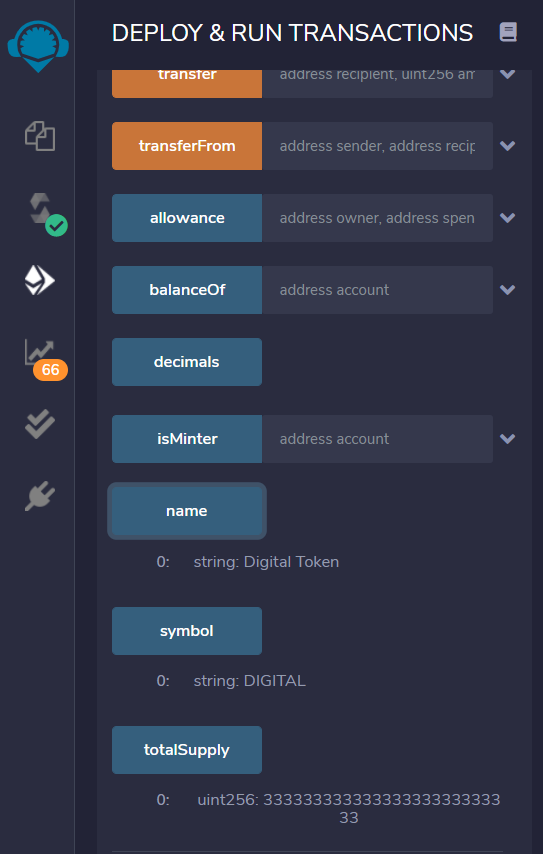 DEPLOY & RUN TRANSACTIONS
transfer address recipient, uint256 am
transferFrom address sender, address recip
allowance address owner, address spen
balanceOf address account
decimals
66
isMinter address account
name
0: string: Digital Token
symbol
0: string: DIGITAL
totalSupply
0: uint256: 3333333333333333333333333
33